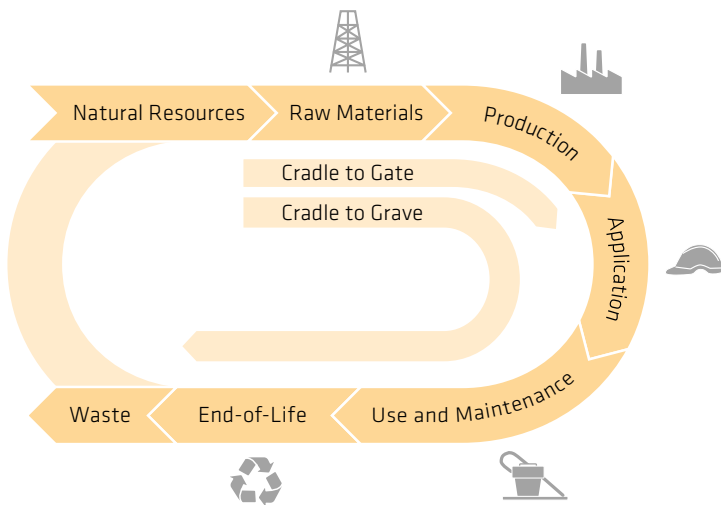 Natural Resources
Raw Materials
Production
Cradle to Gate
Cradle to Grave
Application
Use and Maintenance
End-of-Life
Waste